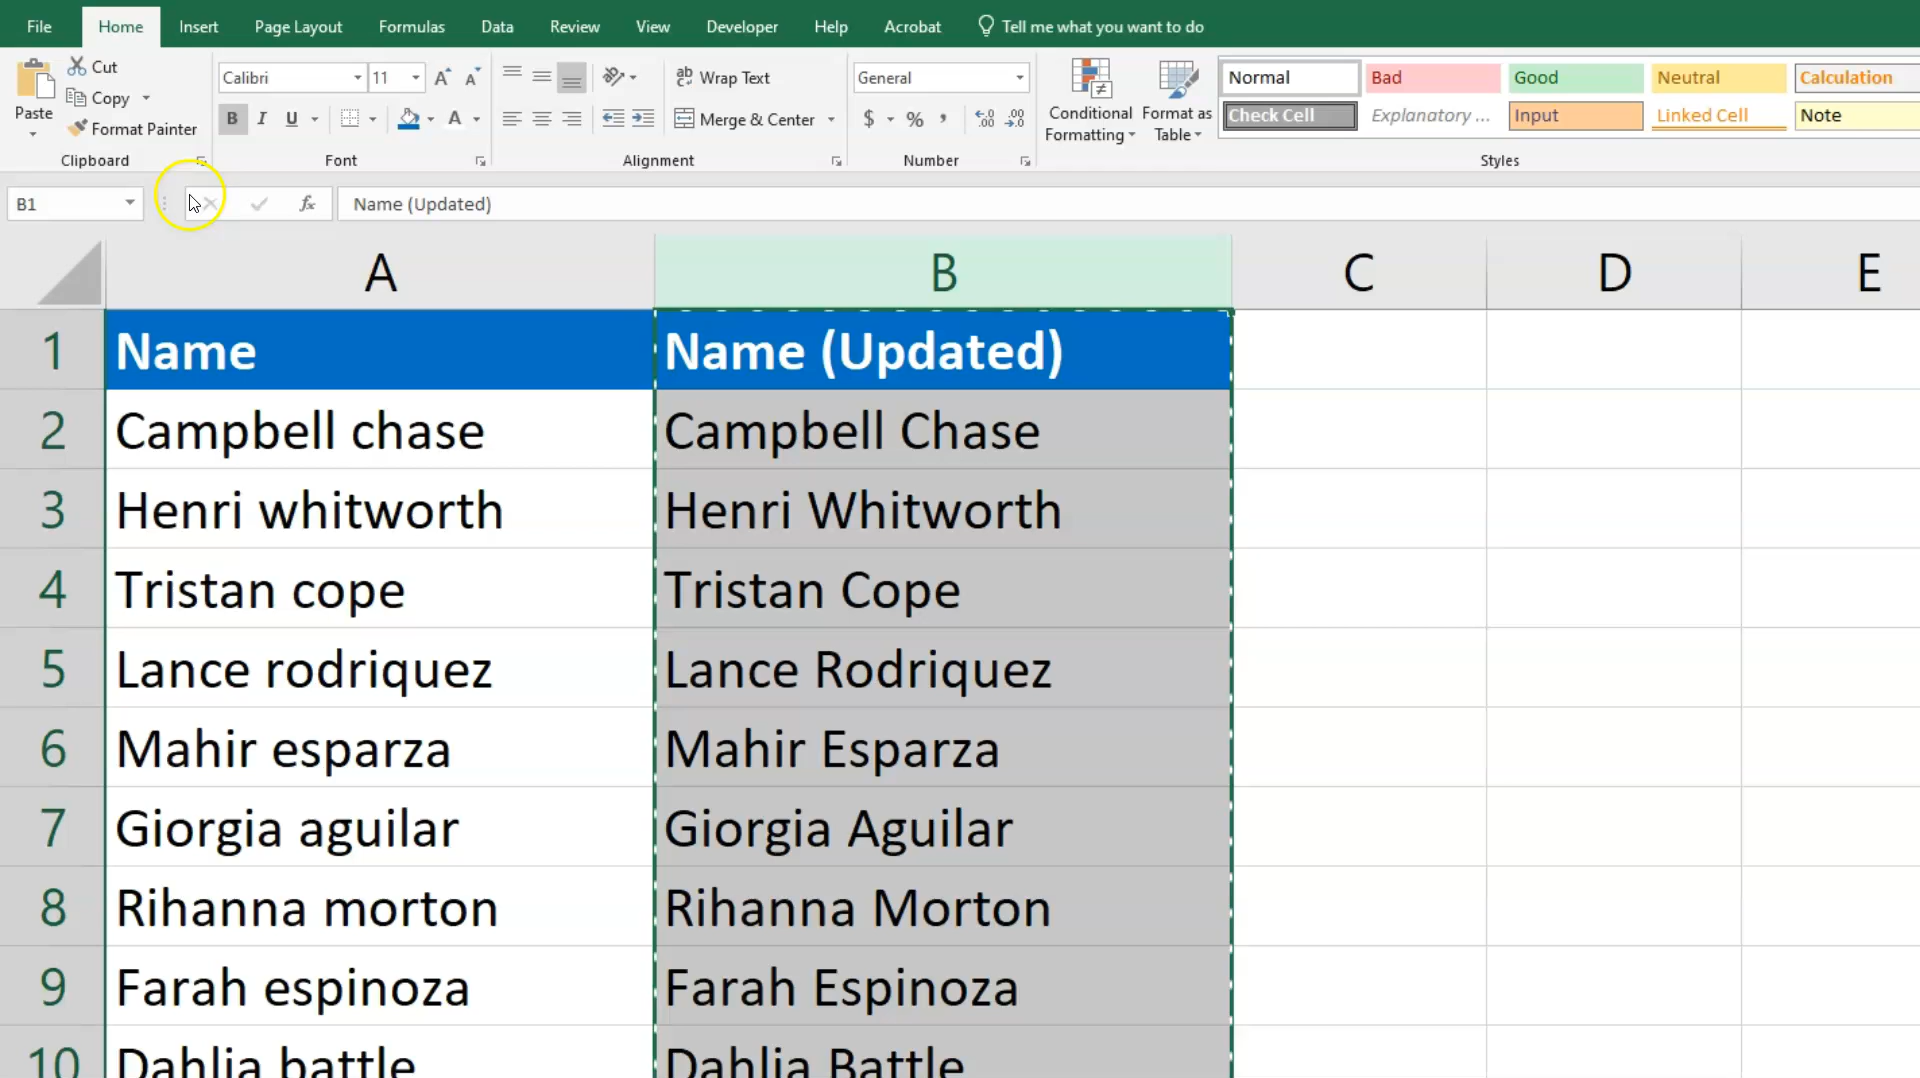 File Home Insert Page Layout Formulas Data Review View Developer Help Acrobat Tell me what you want to do
Paste
Cut
Copy
Format Painter
Clipboard
Calibri 11
B I U A
Font
ab Wrap Text
Merge & Center
Alignment
General
$ % ,
Number
Conditional Formatting
Format as Table
Normal Bad Good Neutral Calculation
Check Cell Explanatory ... Input Linked Cell Note
Styles
B1 fx Name (Updated)
A B C D E
1 Name Name (Updated)
2 Campbell chase Campbell Chase
3 Henri whitworth Henri Whitworth
4 Tristan cope Tristan Cope
5 Lance rodriquez Lance Rodriquez
6 Mahir esparza Mahir Esparza
7 Giorgia aguilar Giorgia Aguilar
8 Rihanna morton Rihanna Morton
9 Farah espinoza Farah Espinoza
10 Dahlia battle Dahlia Battle